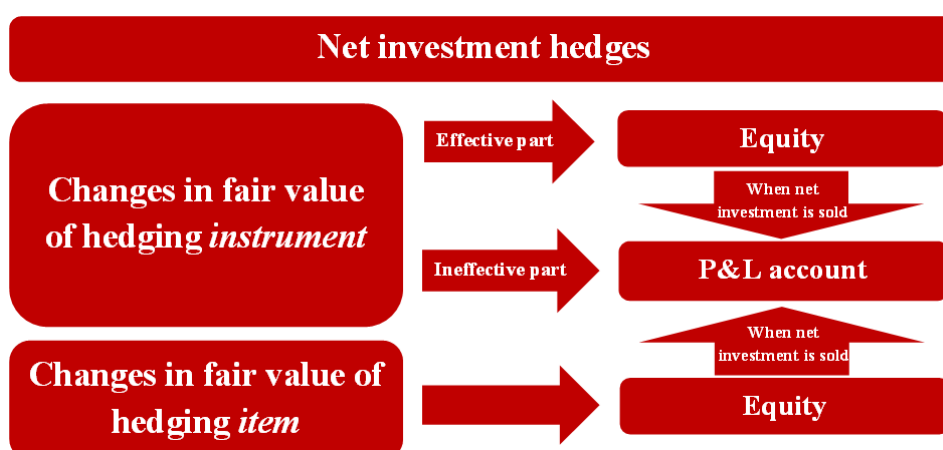 Net investment hedges
Changes in fair value
of hedging instrument
Effective part
Equity
When net
investment is sold
Ineffective part
P&L account
When net
investment is sold
Changes in fair value of
hedging item
Equity